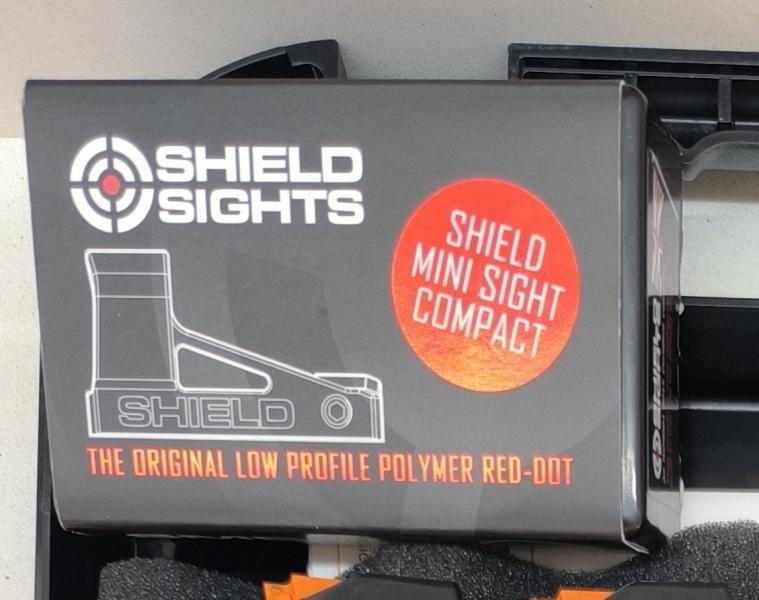 SHIELD
SIGHTS
SHIELD
MINI SIGHT
COMPACT
SHIELD
THE ORIGINAL LOW PROFILE POLYMER RED-DOT